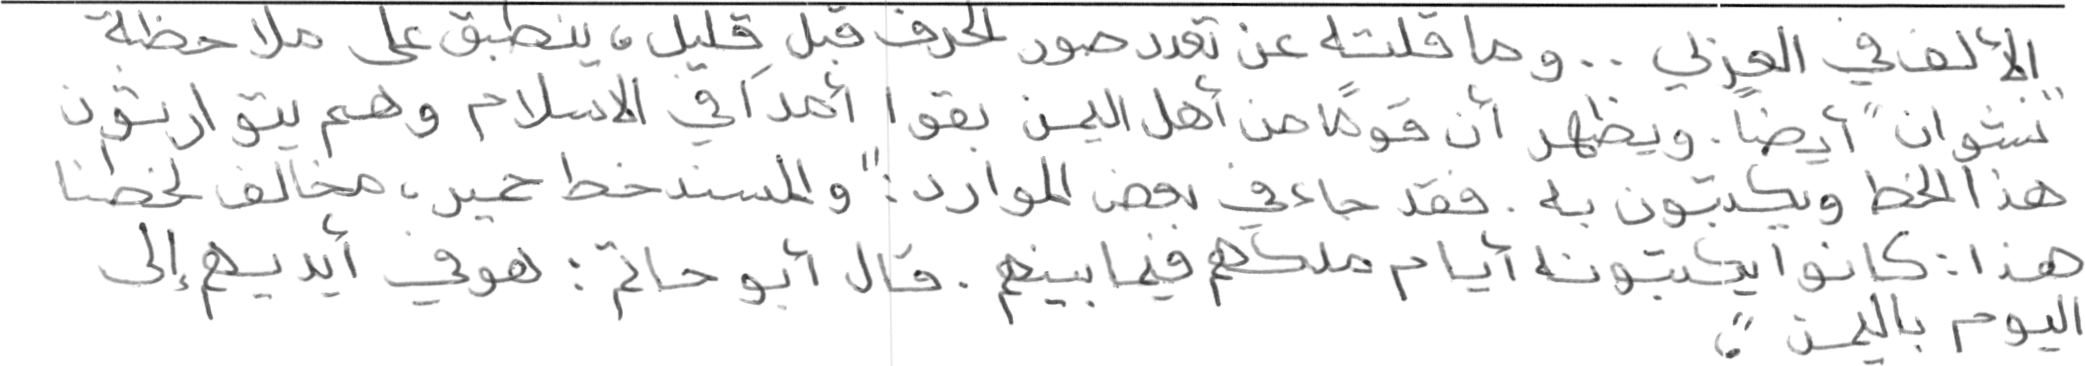 الألف في العربي .. وما قلته عن تعدد صور الحرف قبل قليل، ينطبق على ملاحظة
"نشوان" أيضاً. ويظهر أن قومًا من أهل اليمن بقوا أمداً في الاسلام وهم يتوارثون
هذا الخط ويكتبون به. فقد جاء في بعض الموارد: "والمسند خط حمير، مخالف لخطنا
هذا: كانوا يكتبونه أيام ملكهم فيما بينهم. قال أبو حاتم: هو في أيديهم إلى
اليوم باليمن".